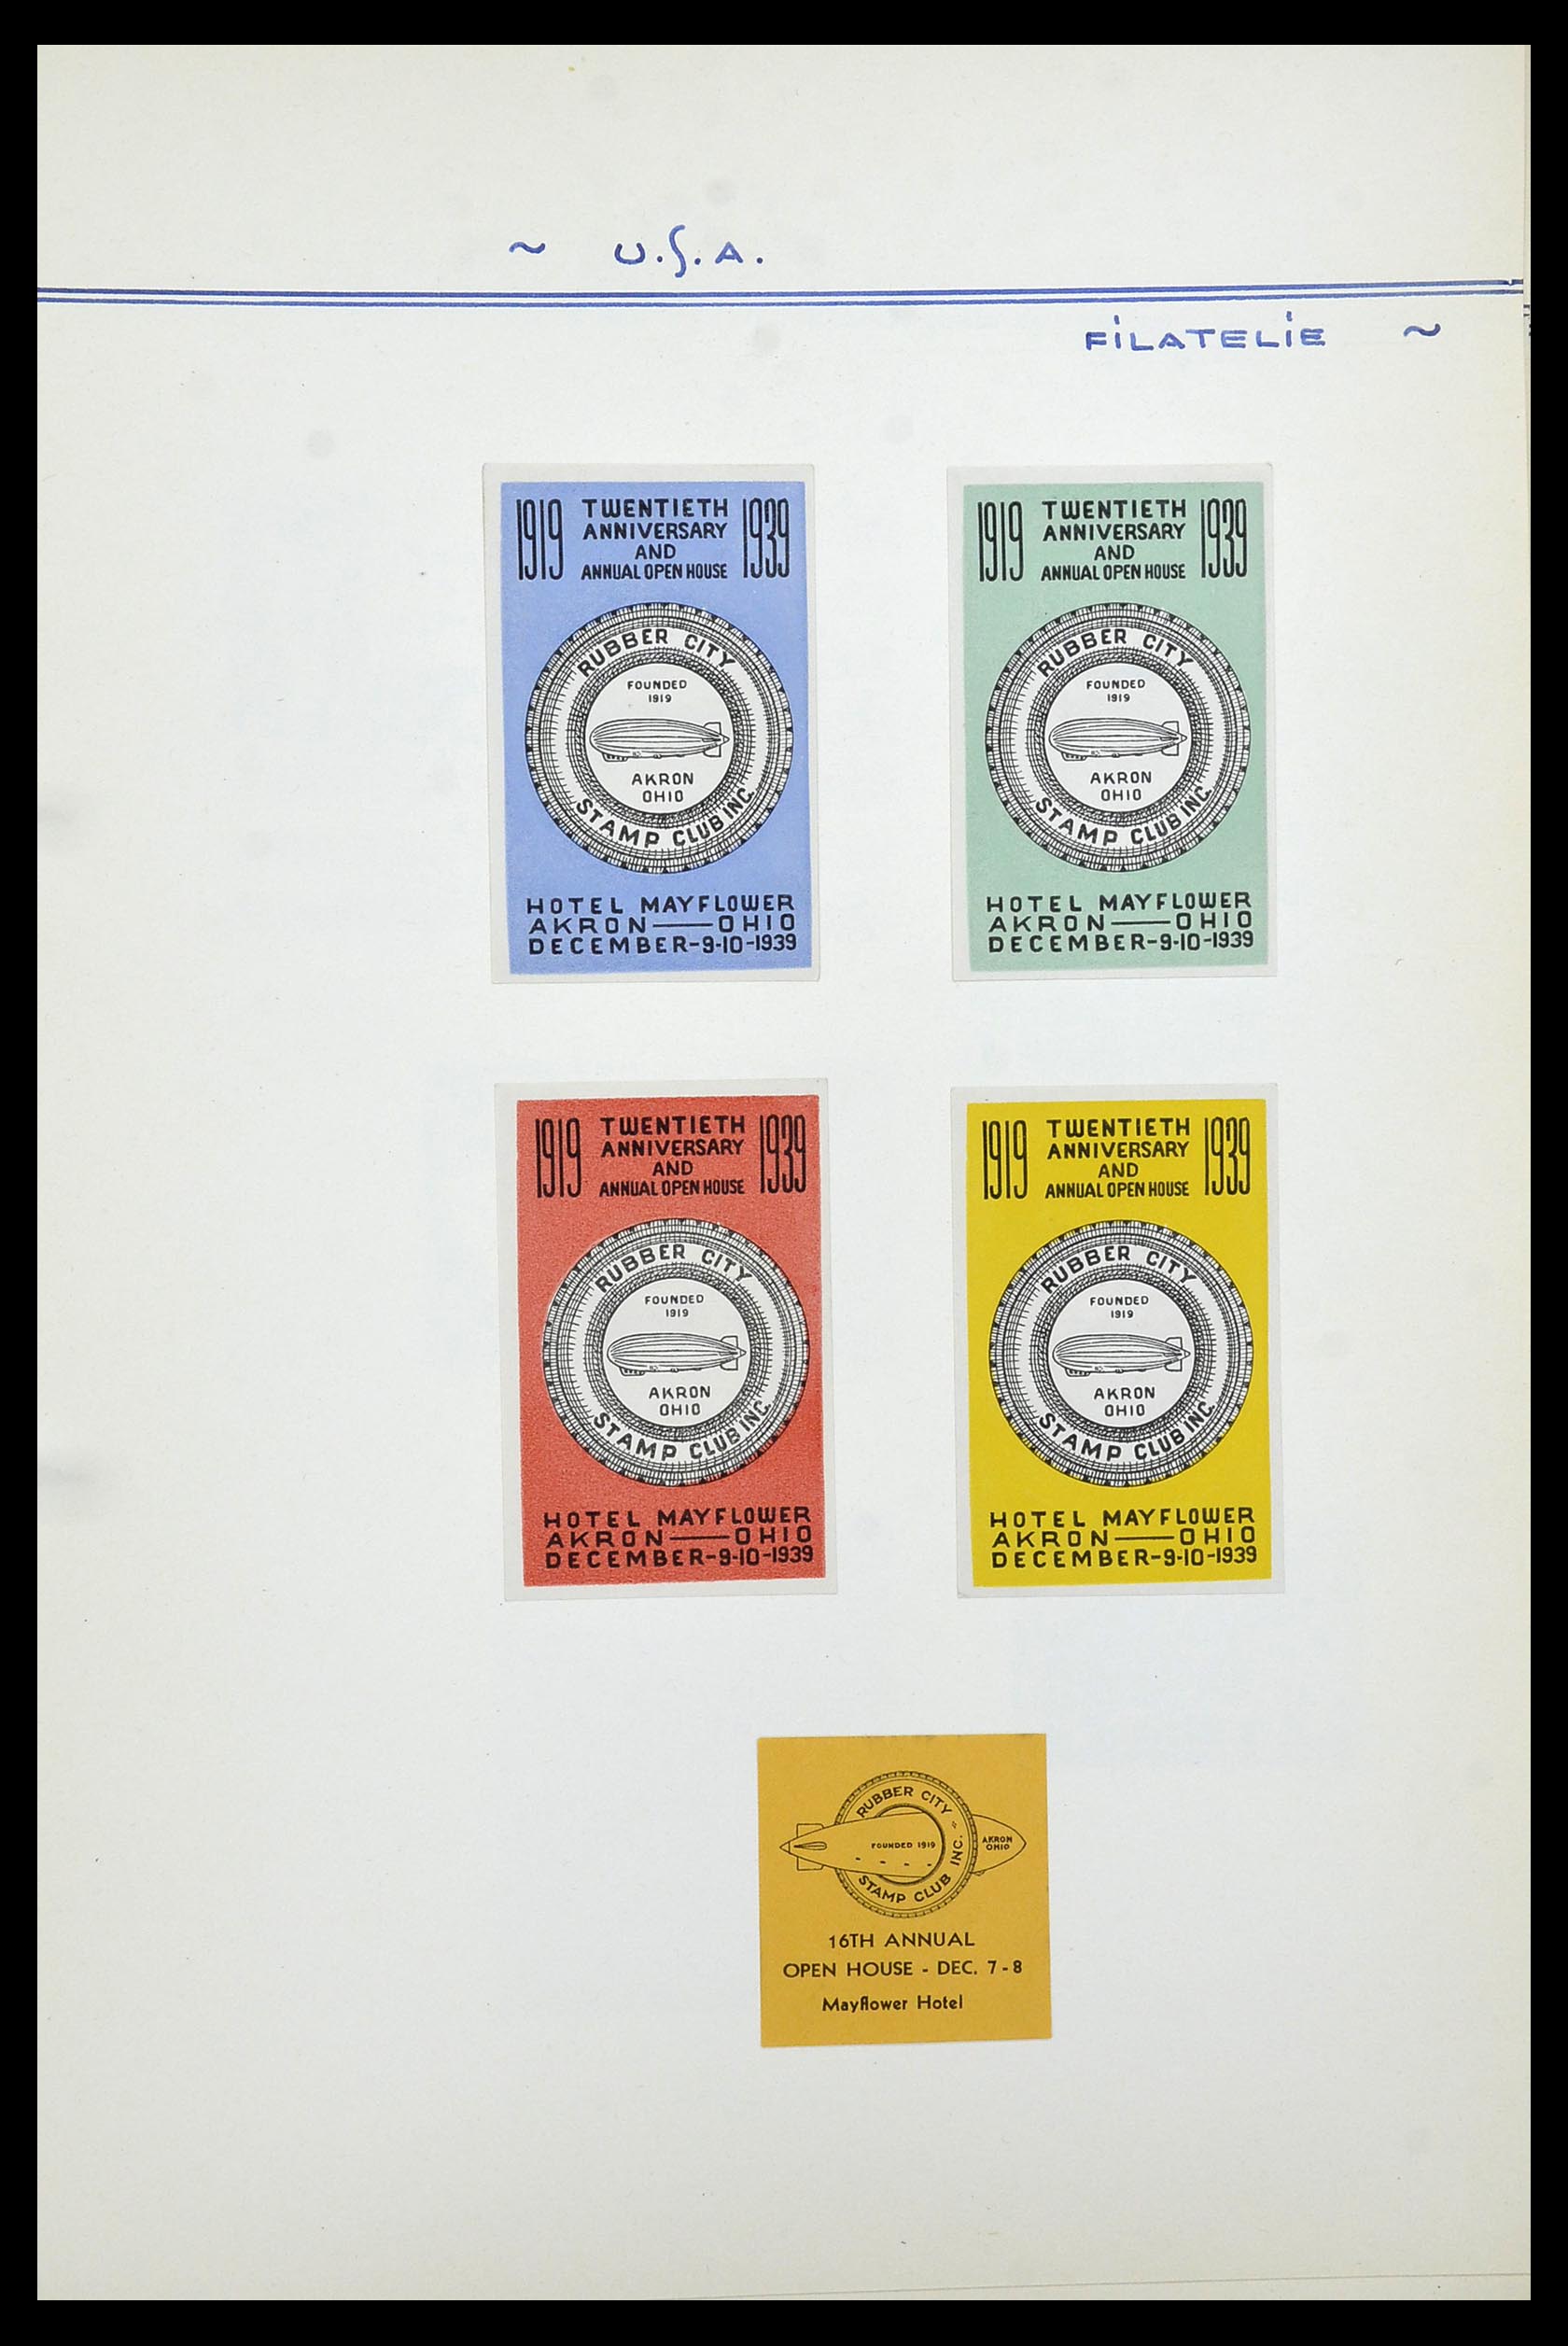 ~ U.S.A.
FiLATELiE ~
1919 TWENTIETH 1939
ANNIVERSARY
AND
ANNUAL OPEN HOUSE
RUBBER CITY
FOUNDED
1919
AKRON
OHIO
STAMP CLUB INC.
HOTEL MAYFLOWER
AKRON — OHIO
DECEMBER-9-10-1939
1919 TWENTIETH 1939
ANNIVERSARY
AND
ANNUAL OPEN HOUSE
RUBBER CITY
FOUNDED
1919
AKRON
OHIO
STAMP CLUB INC.
HOTEL MAYFLOWER
AKRON — OHIO
DECEMBER-9-10-1939
1919 TWENTIETH 1939
ANNIVERSARY
AND
ANNUAL OPEN HOUSE
RUBBER CITY
FOUNDED
1919
AKRON
OHIO
STAMP CLUB INC.
HOTEL MAYFLOWER
AKRON — OHIO
DECEMBER-9-10-1939
1919 TWENTIETH 1939
ANNIVERSARY
AND
ANNUAL OPEN HOUSE
RUBBER CITY
FOUNDED
1919
AKRON
OHIO
STAMP CLUB INC.
HOTEL MAYFLOWER
AKRON — OHIO
DECEMBER-9-10-1939
RUBBER CITY
FOUNDED 1919
AKRON
OHIO
STAMP CLUB INC.
16TH ANNUAL
OPEN HOUSE - DEC. 7-8
Mayflower Hotel